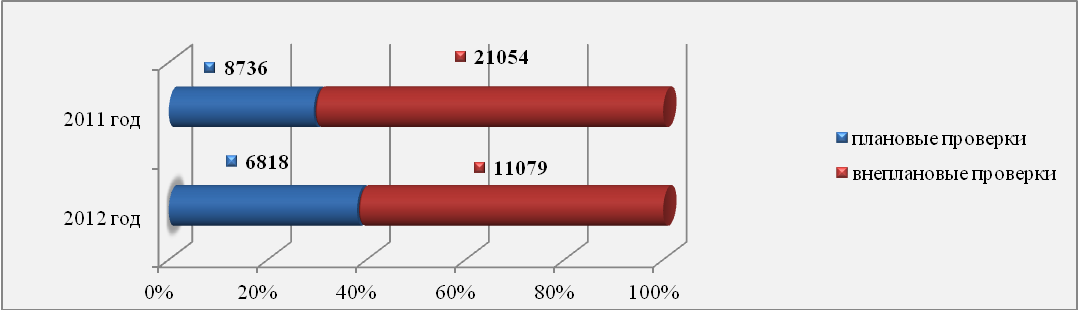 8736 21054
2011 год
6818 11079
2012 год
0% 20% 40% 60% 80% 100%
плановые проверки
внеплановые проверки